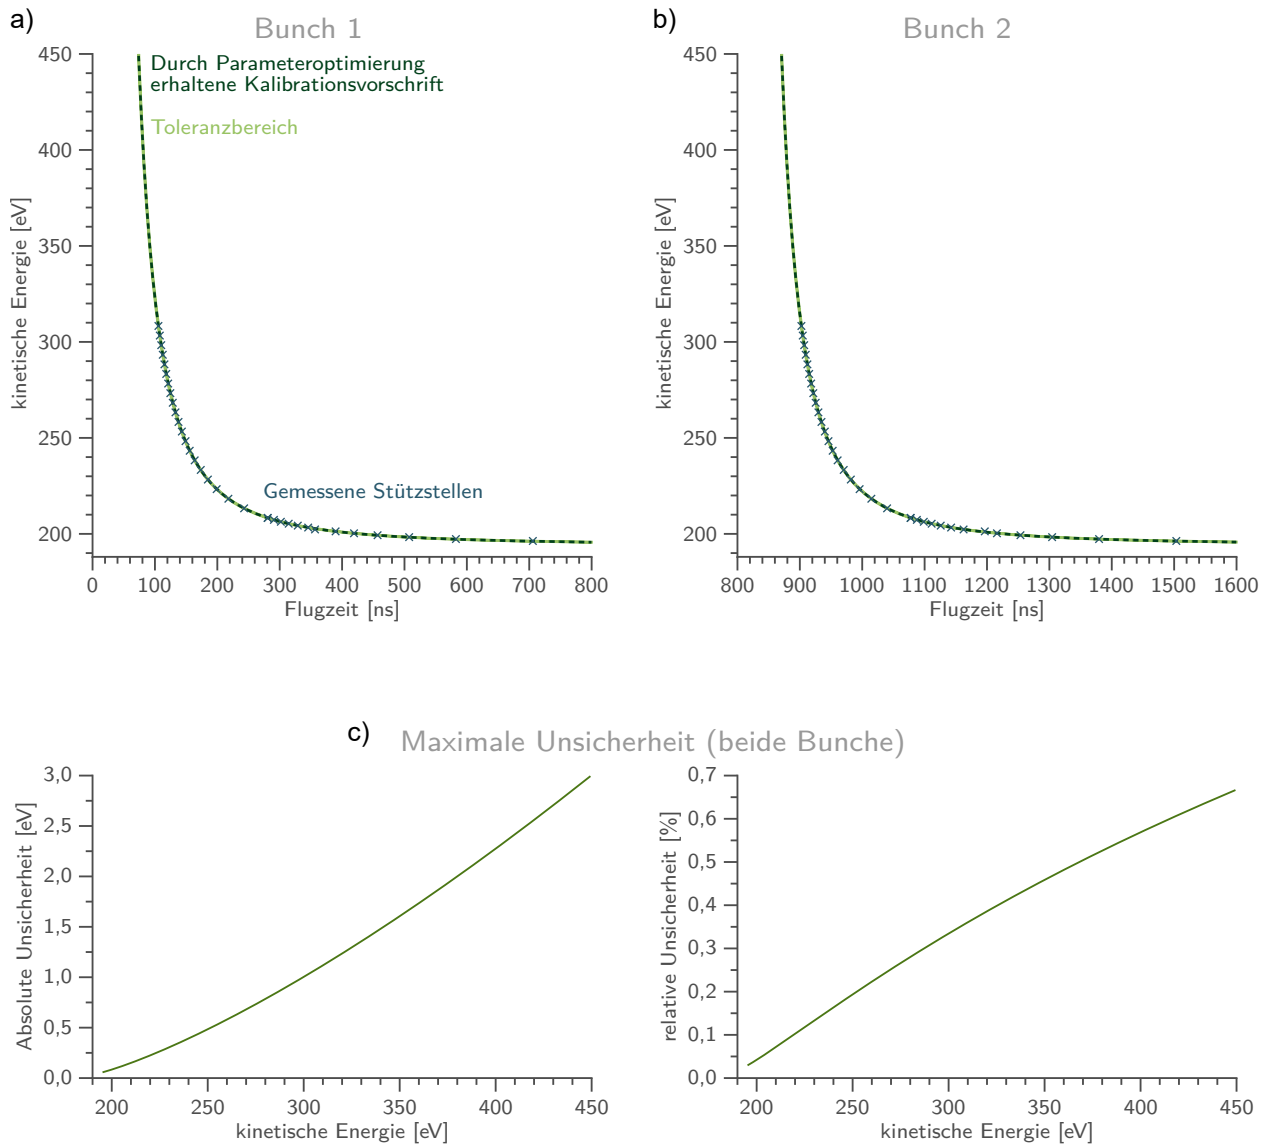 a)
Bunch 1
450
400
350
300
250
200
kinetische Energie [eV]
Durch Parameteroptimierung
erhaltene Kalibrationsvorschrift
Toleranzbereich
Gemessene Stützstellen
0 100 200 300 400 500 600 700 800
Flugzeit [ns]
b)
Bunch 2
450
400
350
300
250
200
kinetische Energie [eV]
800 900 1000 1100 1200 1300 1400 1500 1600
Flugzeit [ns]
c)
Maximale Unsicherheit (beide Bunche)
3,0
2,5
2,0
1,5
1,0
0,5
0,0
Absolute Unsicherheit [eV]
200 250 300 350 400 450
kinetische Energie [eV]
0,7
0,6
0,5
0,4
0,3
0,2
0,1
0,0
relative Unsicherheit [%]
200 250 300 350 400 450
kinetische Energie [eV]